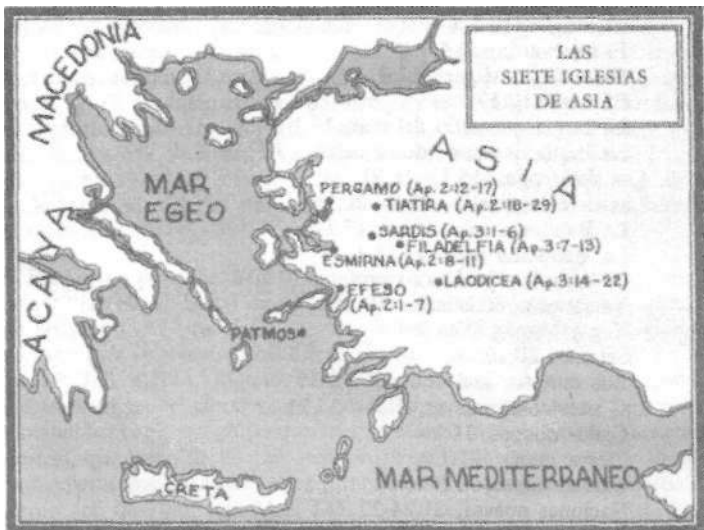 LAS
SIETE IGLESIAS
DE ASIA
MACEDONIA
ASIA
MAR
EGEO
PERGAMO (Ap. 2:12-17)
TIATIRA (Ap. 2:18-29)
SARDIS (Ap. 3:1-6)
FILADELFIA (Ap. 3:7-13)
ESMIRNA (Ap. 2:8-11)
LAODICEA (Ap. 3:14-22)
EFESO
(Ap. 2:1-7)
ACAYA
PATMOS
CRETA
MAR MEDITERRANEO